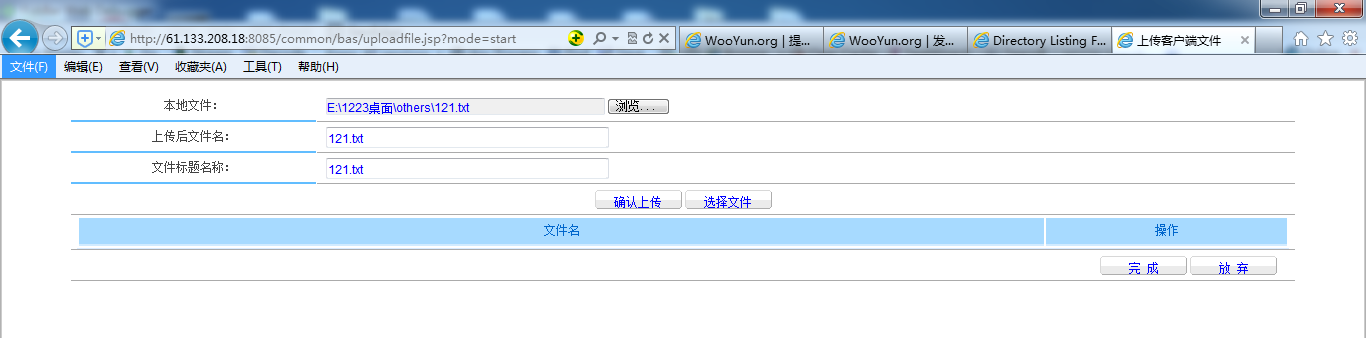 http://61.133.208.18:8085/common/bas/uploadfile.jsp?mode=start
WooYun.org | 提...
WooYun.org | 发...
Directory Listing F...
上传客户端文件
文件(F) 编辑(E) 查看(V) 收藏夹(A) 工具(T) 帮助(H)
本地文件: E:\1223桌面\others\121.txt 浏览...
上传后文件名: 121.txt
文件标题名称: 121.txt
确认上传 选择文件
文件名 操作
完 成 放 弃